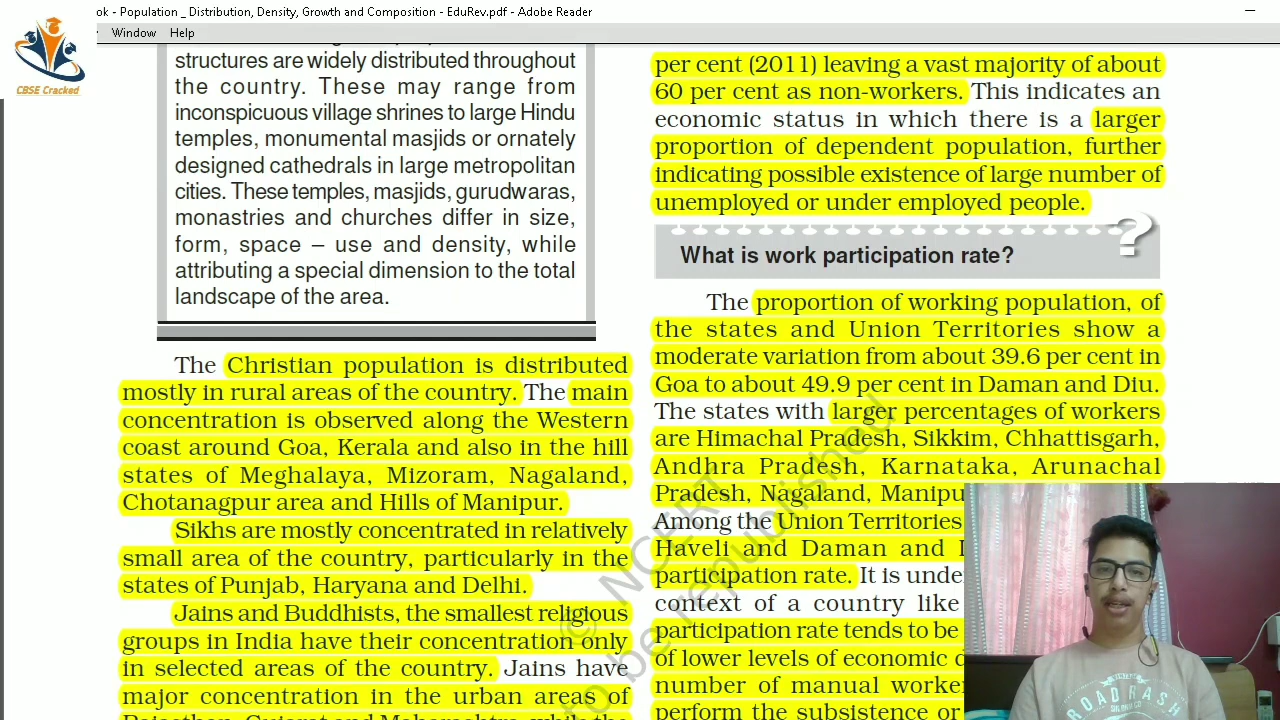 ok - Population _ Distribution, Density, Growth and Composition - EduRev.pdf - Adobe Reader
Window Help
CBSE Cracked
structures are widely distributed throughout
the country. These may range from
inconspicuous village shrines to large Hindu
temples, monumental masjids or ornately
designed cathedrals in large metropolitan
cities. These temples, masjids, gurudwaras,
monastries and churches differ in size,
form, space – use and density, while
attributing a special dimension to the total
landscape of the area.
The Christian population is distributed
mostly in rural areas of the country. The main
concentration is observed along the Western
coast around Goa, Kerala and also in the hill
states of Meghalaya, Mizoram, Nagaland,
Chotanagpur area and Hills of Manipur.
Sikhs are mostly concentrated in relatively
small area of the country, particularly in the
states of Punjab, Haryana and Delhi.
Jains and Buddhists, the smallest religious
groups in India have their concentration only
in selected areas of the country. Jains have
major concentration in the urban areas of
Rajasthan, Gujarat and Maharashtra, while the
per cent (2011) leaving a vast majority of about
60 per cent as non-workers. This indicates an
economic status in which there is a larger
proportion of dependent population, further
indicating possible existence of large number of
unemployed or under employed people.
What is work participation rate?
?
The proportion of working population, of
the states and Union Territories show a
moderate variation from about 39.6 per cent in
Goa to about 49.9 per cent in Daman and Diu.
The states with larger percentages of workers
are Himachal Pradesh, Sikkim, Chhattisgarh,
Andhra Pradesh, Karnataka, Arunachal
Pradesh, Nagaland, Manipu
Among the Union Territories
Haveli and Daman and
participation rate. It is unde
context of a country like
participation rate tends to be
of lower levels of economic
number of manual worke
perform the subsistence or
© NCERT
to be republished
VINTAGE
ROADRASH